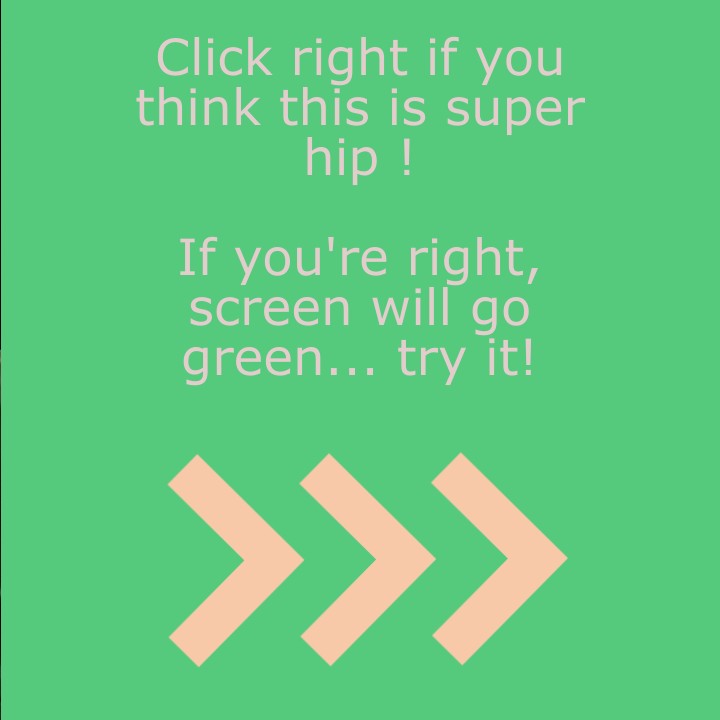 Click right if you
think this is super
hip !
If you're right,
screen will go
green... try it!